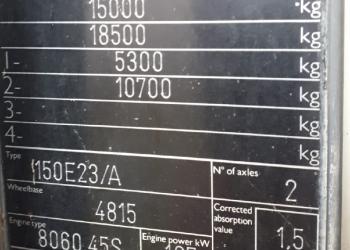 15000 kg
18500 kg
1- 5300 kg
2- 10700 kg
3- kg
4- kg
Type 150E23/A N° of axles 2
Wheelbase 4815 Corrected absorption value 1.5
Engine type 8060.45S Engine power kW